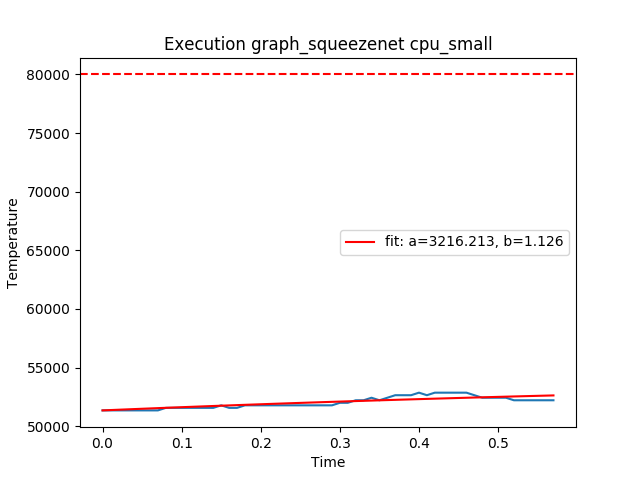 Execution graph_squeezenet cpu_small
80000
75000
70000
65000
60000
55000
50000
Temperature
fit: a=3216.213, b=1.126
0.0 0.1 0.2 0.3 0.4 0.5
Time